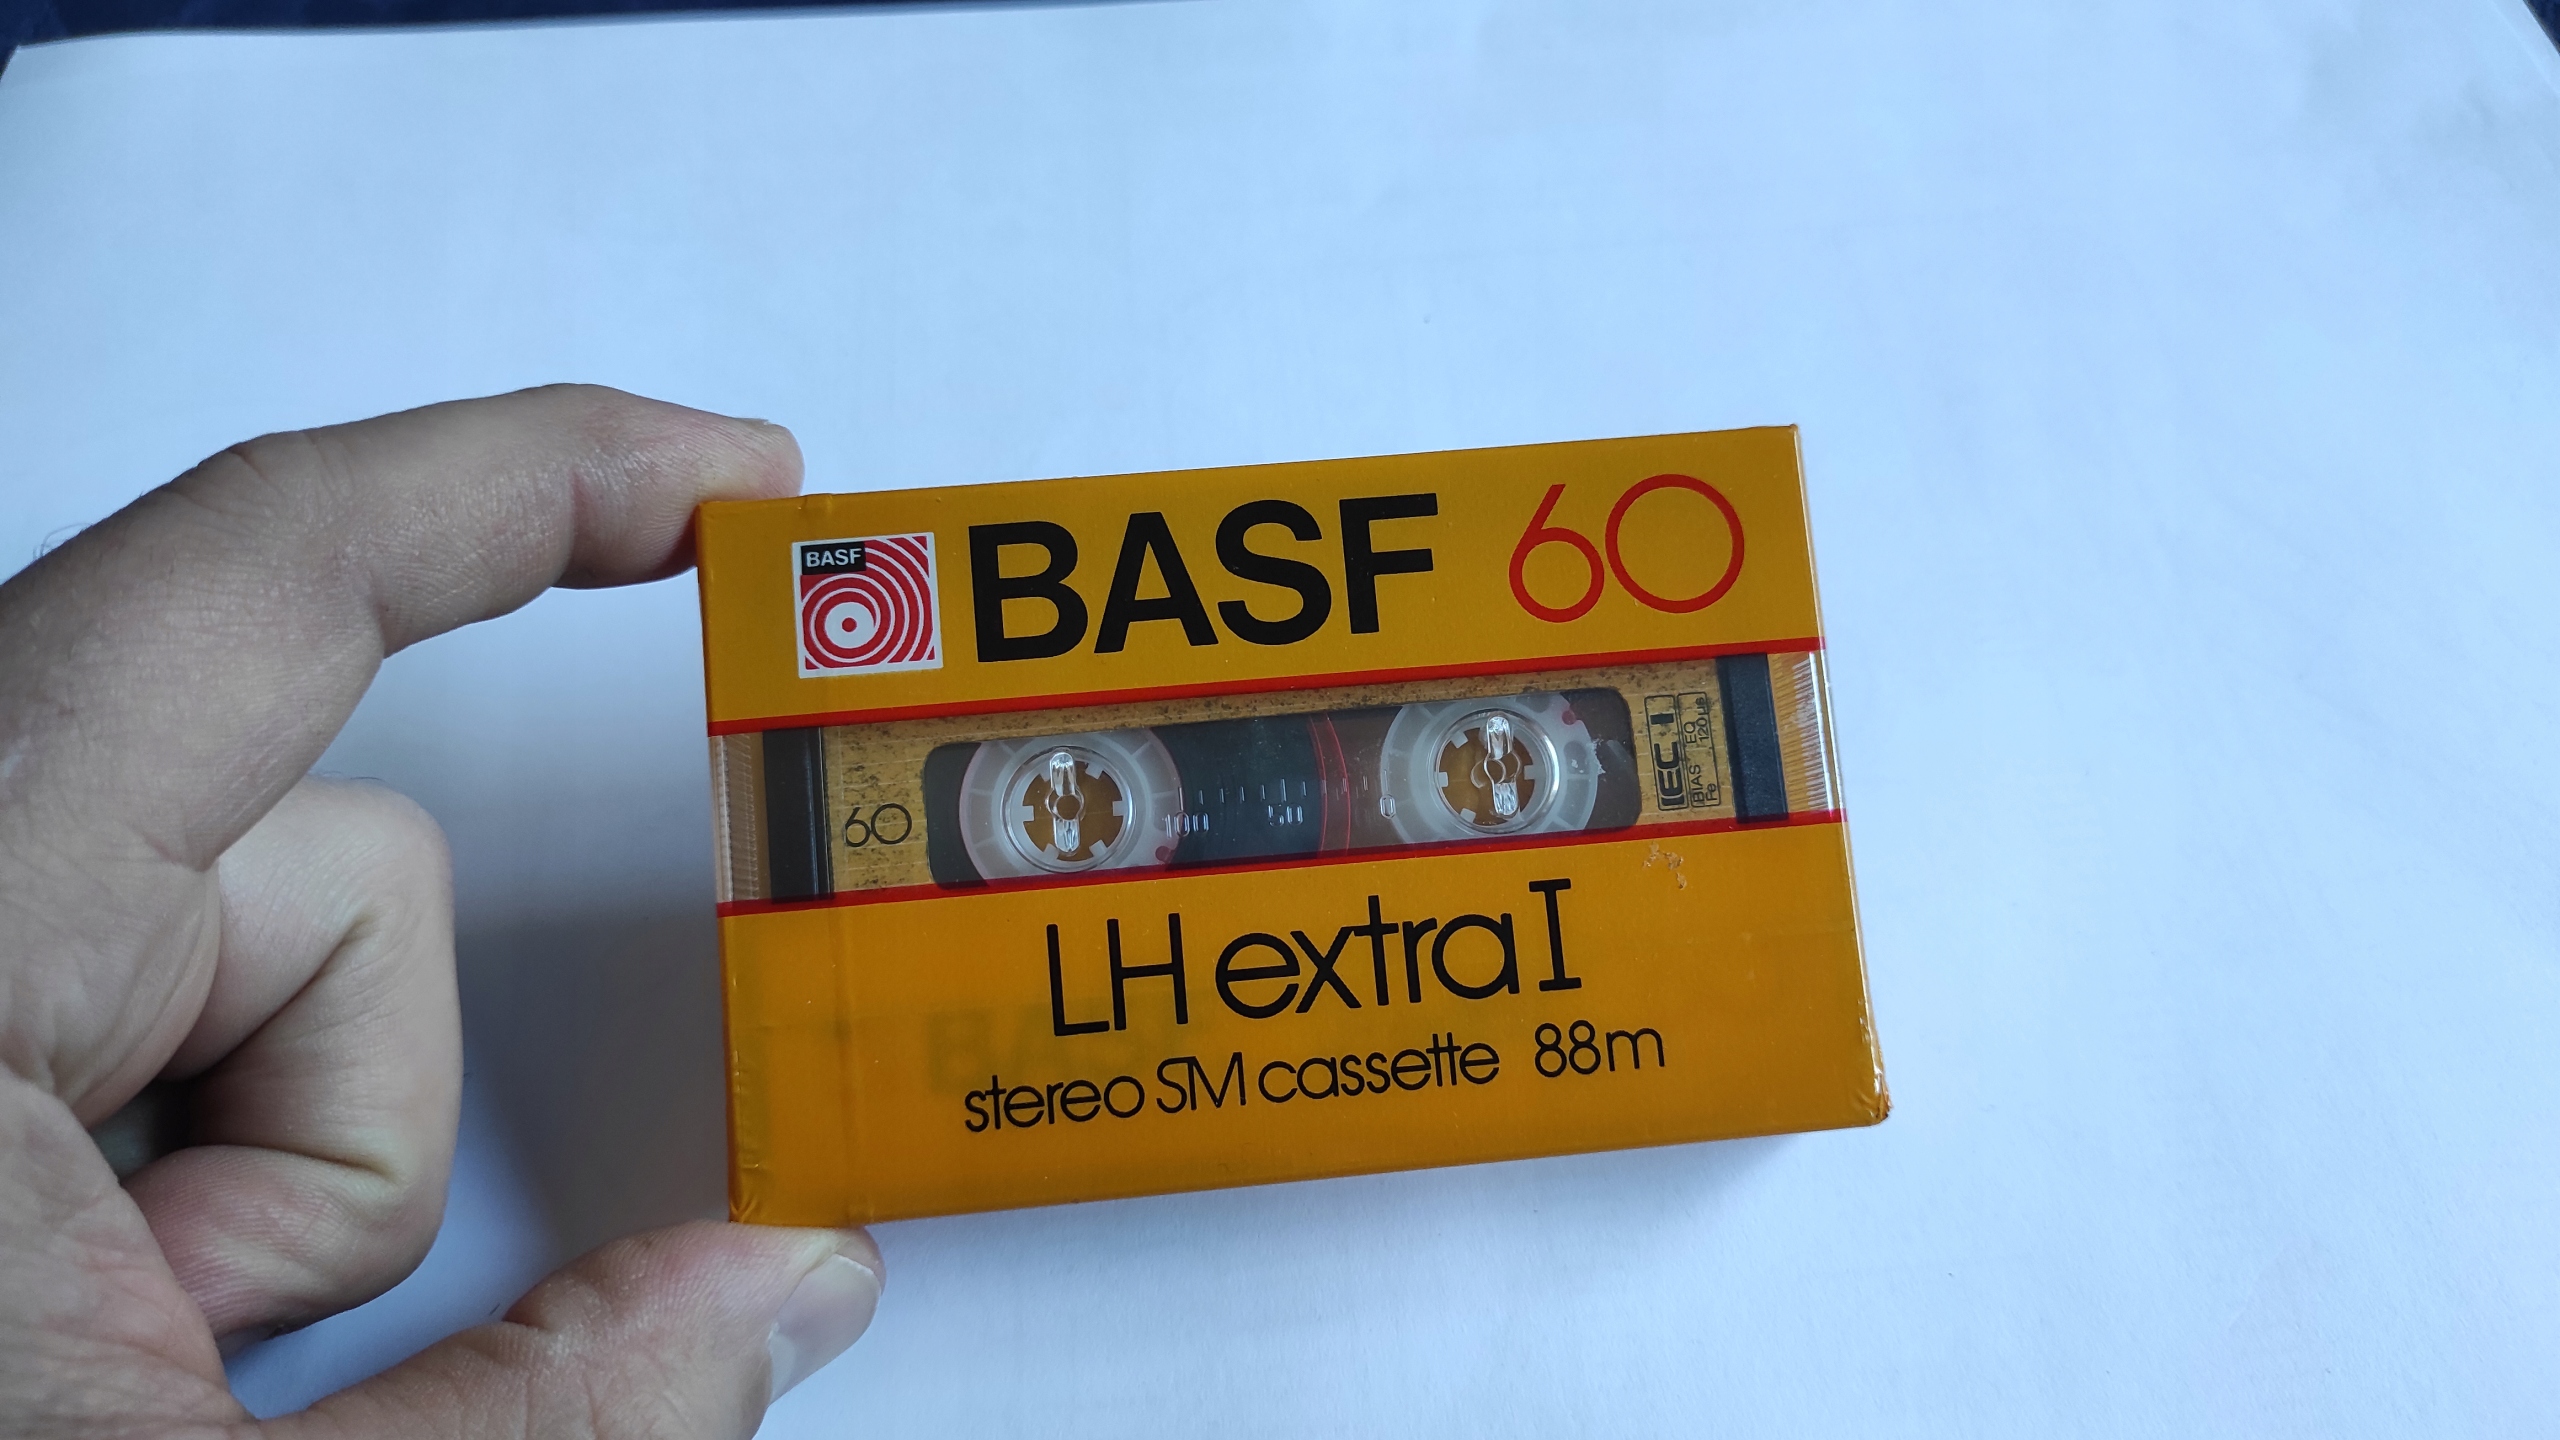 BASF
BASF 60
60
100 50 0
IEC I
BIAS EQ
Fe 120 µs
LH extra I
stereo SM cassette 88m